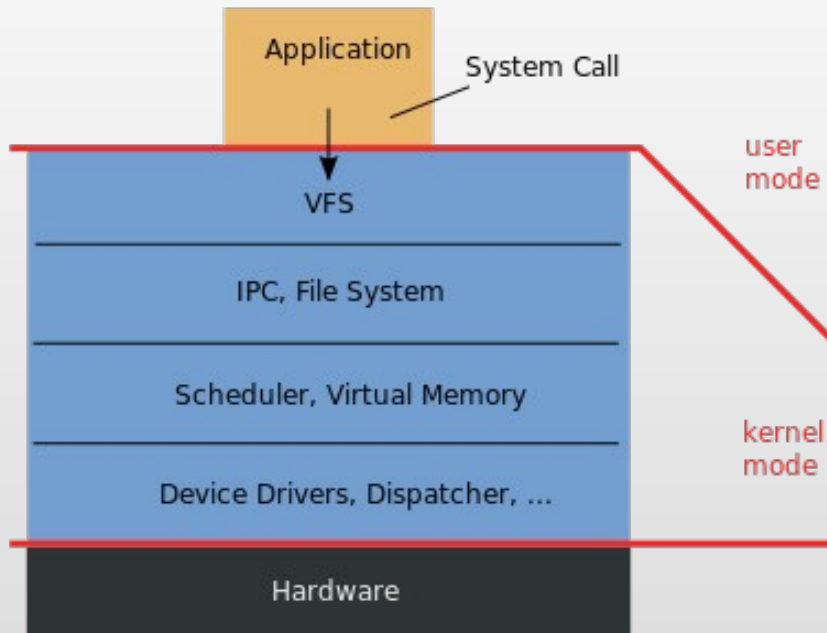 Application
System Call
user
mode
VFS
IPC, File System
Scheduler, Virtual Memory
kernel
mode
Device Drivers, Dispatcher, ...
Hardware